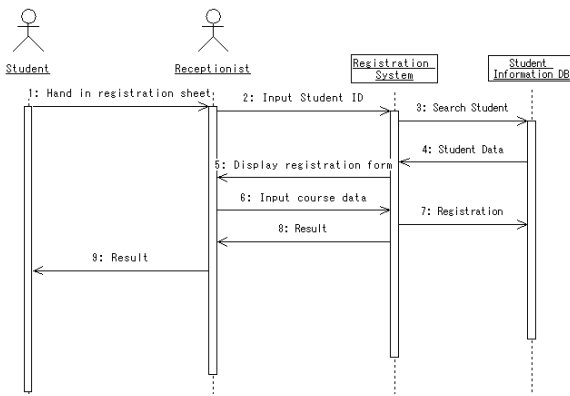 Student
Receptionist
Registration
System
Student
Information DB
1: Hand in registration sheet
2: Input Student ID
3: Search Student
4: Student Data
5: Display registration form
6: Input course data
7: Registration
8: Result
9: Result